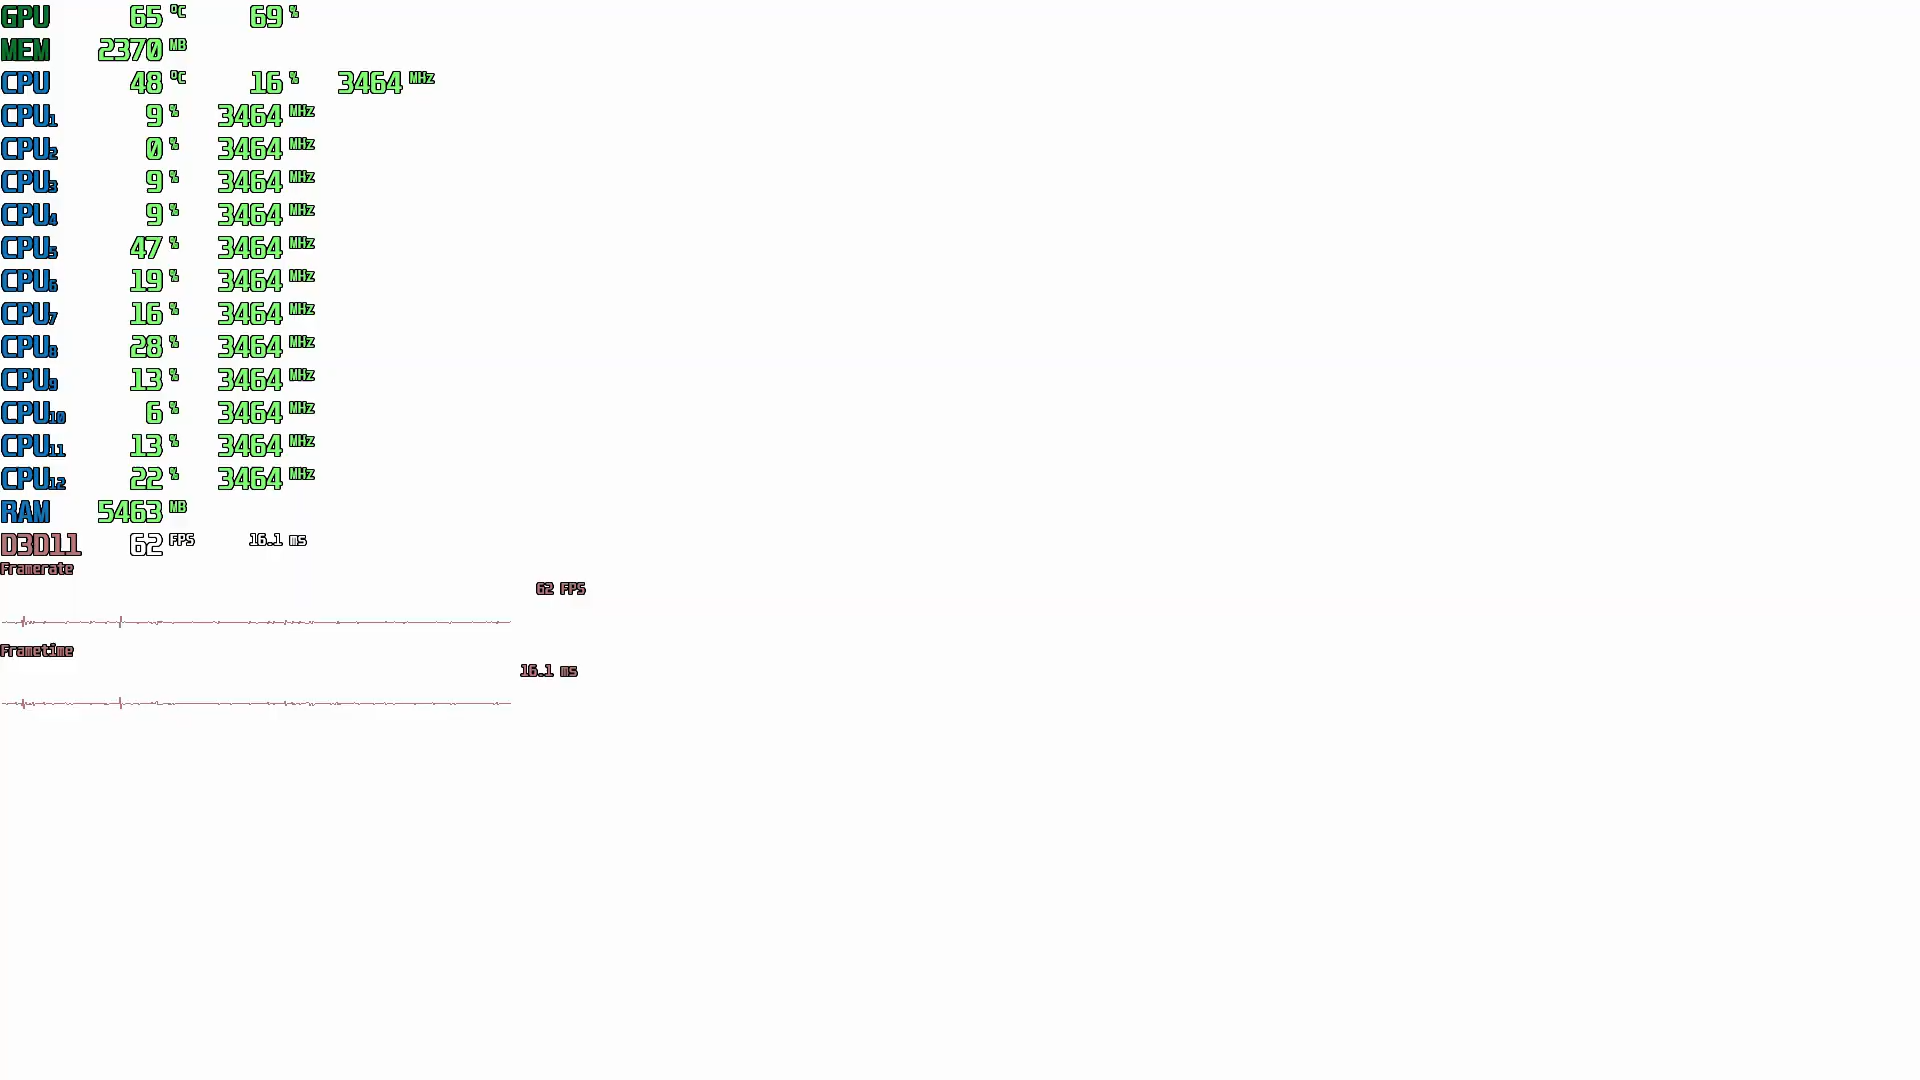 GPU 65 °C 69 %
MEM 2370 MB
CPU 48 °C 16 % 3464 MHz
CPU1 9 % 3464 MHz
CPU2 0 % 3464 MHz
CPU3 9 % 3464 MHz
CPU4 9 % 3464 MHz
CPU5 47 % 3464 MHz
CPU6 19 % 3464 MHz
CPU7 16 % 3464 MHz
CPU8 28 % 3464 MHz
CPU9 13 % 3464 MHz
CPU10 6 % 3464 MHz
CPU11 13 % 3464 MHz
CPU12 22 % 3464 MHz
RAM 5463 MB
D3D11 62 FPS 16.1 ms
Framerate
62 FPS
Frametime
16.1 ms